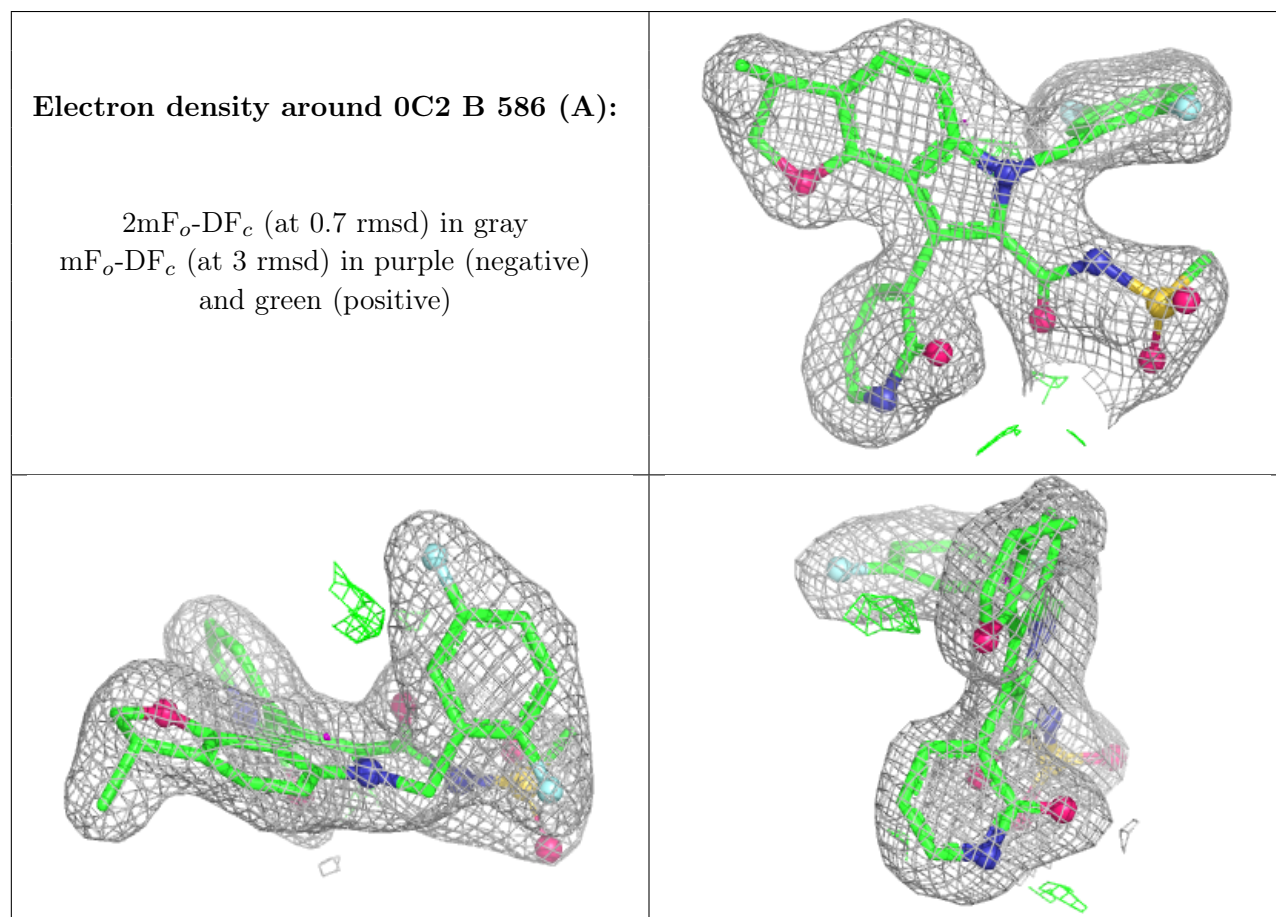 Electron density around 0C2 B 586 (A):
2mFo-DFc (at 0.7 rmsd) in gray
mFo-DFc (at 3 rmsd) in purple (negative)
and green (positive)